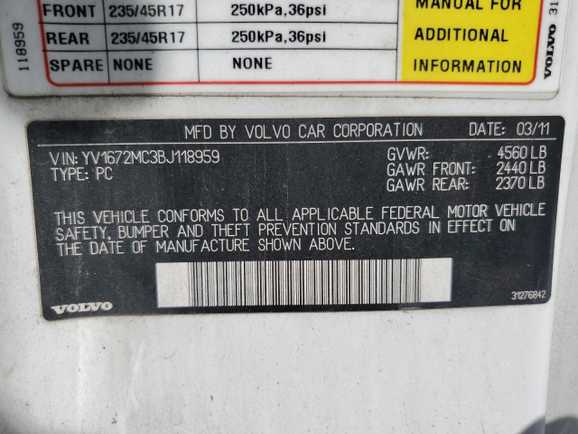 FRONT 235/45R17 250kPa,36psi
REAR 235/45R17 250kPa,36psi
SPARE NONE NONE
MANUAL FOR
ADDITIONAL
INFORMATION
118959
VOLVO 31
MFD BY VOLVO CAR CORPORATION DATE: 03/11
VIN: YV1672MC3BJ118959 GVWR: 4560 LB
TYPE: PC GAWR FRONT: 2440 LB
GAWR REAR: 2370 LB
THIS VEHICLE CONFORMS TO ALL APPLICABLE FEDERAL MOTOR VEHICLE
SAFETY, BUMPER AND THEFT PREVENTION STANDARDS IN EFFECT ON
THE DATE OF MANUFACTURE SHOWN ABOVE.
VOLVO
31276842